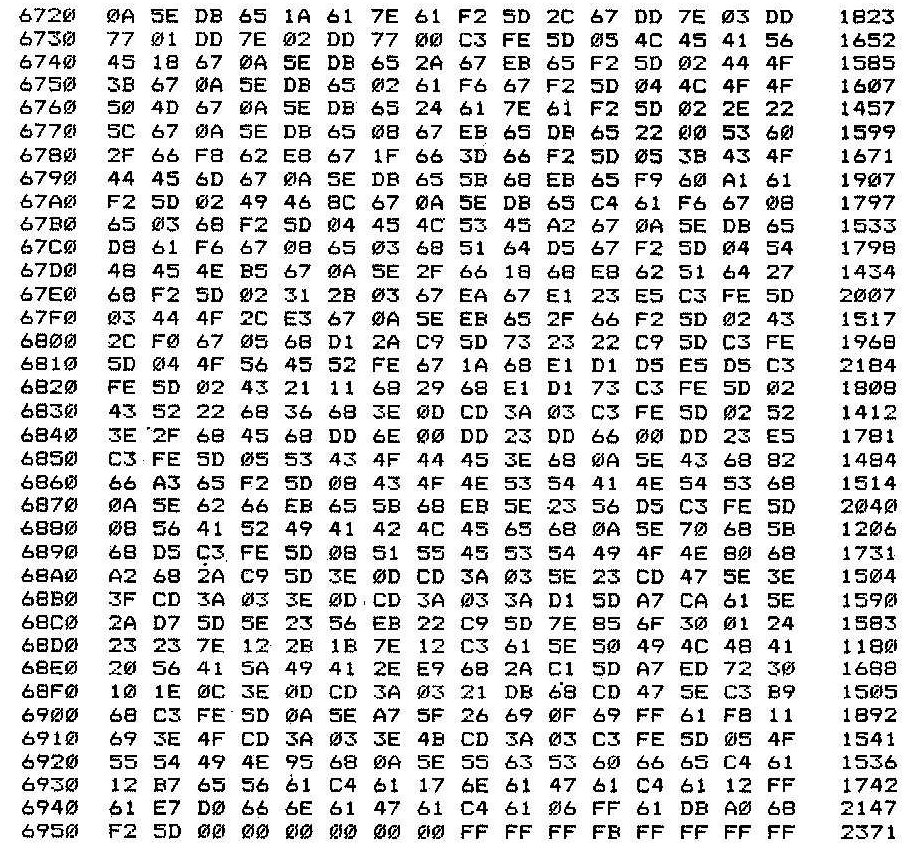 6720 0A 5E DB 65 1A 61 7E 61 F2 5D 2C 67 DD 7E 03 DD 1823
6730 77 01 DD 7E 02 DD 77 00 C3 FE 5D 05 4C 45 41 56 1652
6740 45 18 67 0A 5E DB 65 2A 67 EB 65 F2 5D 02 44 4F 1585
6750 3B 67 0A 5E DB 65 02 61 F6 67 F2 5D 04 4C 4F 4F 1607
6760 50 4D 67 0A 5E DB 65 24 61 7E 61 F2 5D 02 2E 22 1457
6770 5C 67 0A 5E DB 65 08 67 EB 65 DB 65 22 00 53 60 1599
6780 2F 66 F8 62 E8 67 1F 66 3D 66 F2 5D 05 3B 43 4F 1671
6790 44 45 6D 67 0A 5E DB 65 5B 68 EB 65 F9 60 A1 61 1907
67A0 F2 5D 02 49 46 8C 67 0A 5E DB 65 C4 61 F6 67 08 1797
67B0 65 03 68 F2 5D 04 45 4C 53 45 A2 67 0A 5E DB 65 1533
67C0 D8 61 F6 67 08 65 03 68 51 64 D5 67 F2 5D 04 54 1798
67D0 48 45 4E B5 67 0A 5E 2F 66 18 68 E8 62 51 64 27 1434
67E0 68 F2 5D 02 31 2B 03 67 EA 67 E1 23 E5 C3 FE 5D 2007
67F0 03 44 4F 2C E3 67 0A 5E EB 65 2F 66 F2 5D 02 43 1517
6800 2C F0 67 05 68 D1 2A C9 5D 73 23 22 C9 5D C3 FE 1968
6810 5D 04 4F 56 45 52 FE 67 1A 68 E1 D1 D5 E5 D5 C3 2184
6820 FE 5D 02 43 21 11 68 29 68 E1 D1 73 C3 FE 5D 02 1808
6830 43 52 22 68 36 68 3E 0D CD 3A 03 C3 FE 5D 02 52 1412
6840 3E 2F 68 45 68 DD 6E 00 DD 23 DD 66 00 DD 23 E5 1781
6850 C3 FE 5D 05 53 43 4F 44 45 3E 68 0A 5E 43 68 82 1484
6860 66 A3 65 F2 5D 08 43 4F 4E 53 54 41 4E 54 53 68 1514
6870 0A 5E 62 66 EB 65 5B 68 EB 5E 23 56 D5 C3 FE 5D 2040
6880 08 56 41 52 49 41 42 4C 45 65 68 0A 5E 70 68 5B 1206
6890 68 D5 C3 FE 5D 08 51 55 45 53 54 49 4F 4E 80 68 1731
68A0 A2 68 2A C9 5D 3E 0D CD 3A 03 5E 23 CD 47 5E 3E 1504
68B0 3F CD 3A 03 3E 0D CD 3A 03 3A D1 5D A7 CA 61 5E 1590
68C0 2A D7 5D 5E 23 56 EB 22 C9 5D 7E 85 6F 30 01 24 1583
68D0 23 23 7E 12 2B 1B 7E 12 C3 61 5E 50 49 4C 48 41 1180
68E0 20 56 41 5A 49 41 2E E9 68 2A C1 5D A7 ED 72 30 1688
68F0 10 1E 0C 3E 0D CD 3A 03 21 DB 68 CD 47 5E C3 B9 1505
6900 68 C3 FE 5D 0A 5E A7 5F 26 69 0F 69 FF 61 F8 11 1892
6910 69 3E 4F CD 3A 03 3E 4B CD 3A 03 C3 FE 5D 05 4F 1541
6920 55 54 49 4E 95 68 0A 5E 55 63 53 60 66 65 C4 61 1536
6930 12 B7 65 56 61 C4 61 17 6E 61 47 61 C4 61 12 FF 1742
6940 61 E7 D0 66 6E 61 47 61 C4 61 06 FF 61 DB A0 68 2147
6950 F2 5D 00 00 00 00 00 00 FF FF FF FB FF FF FF FF 2371